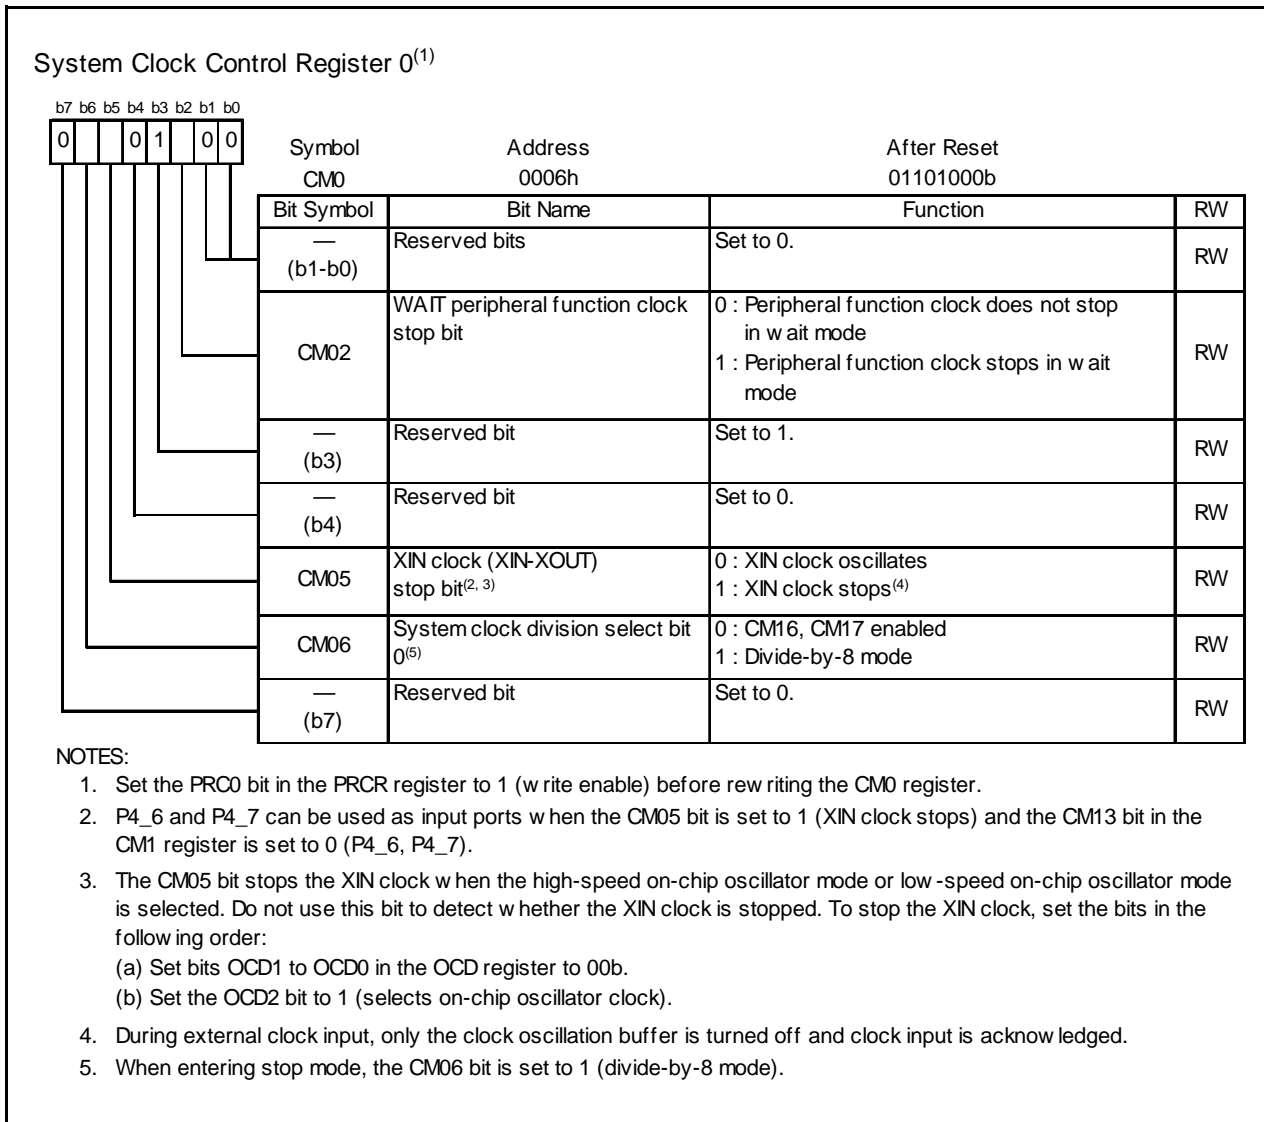 System Clock Control Register 0(1)
b7 b6 b5 b4 b3 b2 b1 b0
0 0 1 0 0
Symbol Address After Reset
CM0 0006h 01101000b
Bit Symbol Bit Name Function RW
— Reserved bits Set to 0.
(b1-b0) RW
WAIT peripheral function clock 0 : Peripheral function clock does not stop
stop bit in wait mode
CM02 1 : Peripheral function clock stops in wait RW
mode
— Reserved bit Set to 1.
(b3) RW
— Reserved bit Set to 0.
(b4) RW
XIN clock (XIN-XOUT) 0 : XIN clock oscillates
CM05 stop bit(2, 3) 1 : XIN clock stops(4) RW
System clock division select bit 0 : CM16, CM17 enabled
CM06 0(5) 1 : Divide-by-8 mode RW
— Reserved bit Set to 0.
(b7) RW
NOTES:
1. Set the PRC0 bit in the PRCR register to 1 (write enable) before rewriting the CM0 register.
2. P4_6 and P4_7 can be used as input ports when the CM05 bit is set to 1 (XIN clock stops) and the CM13 bit in the
CM1 register is set to 0 (P4_6, P4_7).
3. The CM05 bit stops the XIN clock when the high-speed on-chip oscillator mode or low-speed on-chip oscillator mode
is selected. Do not use this bit to detect whether the XIN clock is stopped. To stop the XIN clock, set the bits in the
following order:
(a) Set bits OCD1 to OCD0 in the OCD register to 00b.
(b) Set the OCD2 bit to 1 (selects on-chip oscillator clock).
4. During external clock input, only the clock oscillation buffer is turned off and clock input is acknowledged.
5. When entering stop mode, the CM06 bit is set to 1 (divide-by-8 mode).